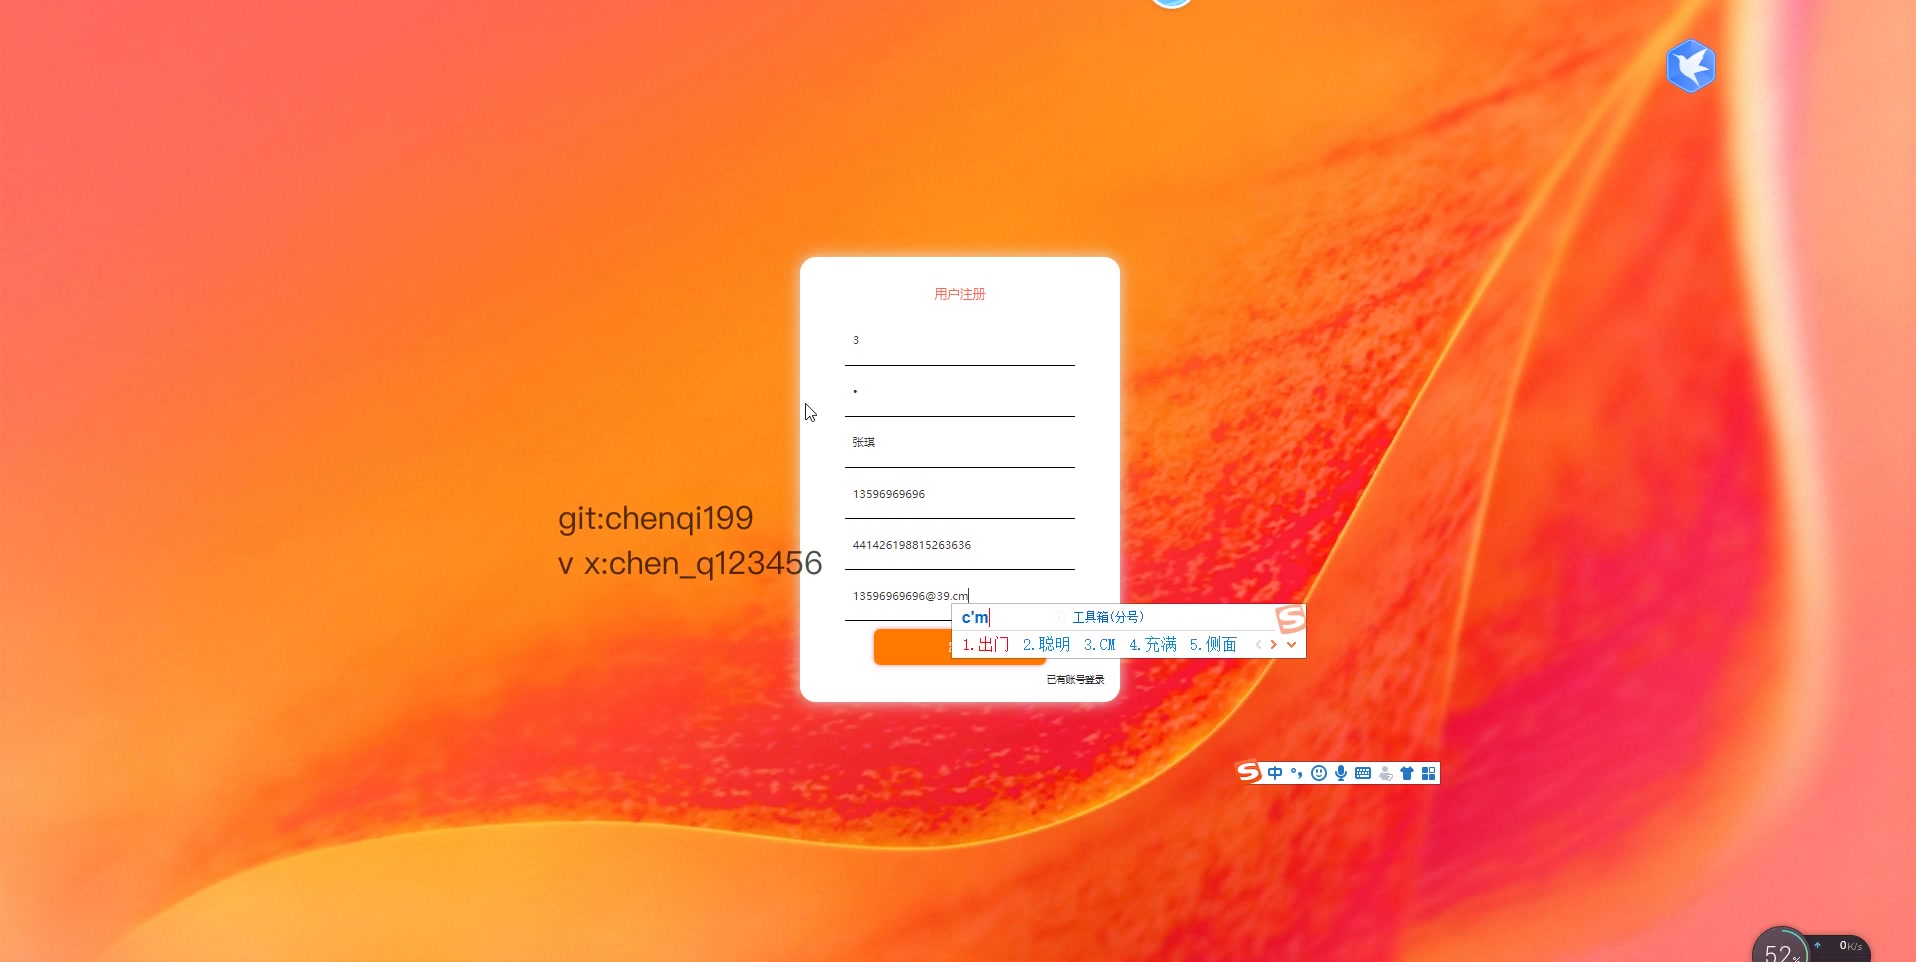 用户注册
3
•
张琪
13596969696
441426198815263636
13596969696@39.cm
git:chenqi199
v x:chen_q123456
c'm
工具箱(分号)
1.出门 2.聪明 3.CM 4.充满 5.侧面
已有账号登录
中
52%
0K/s